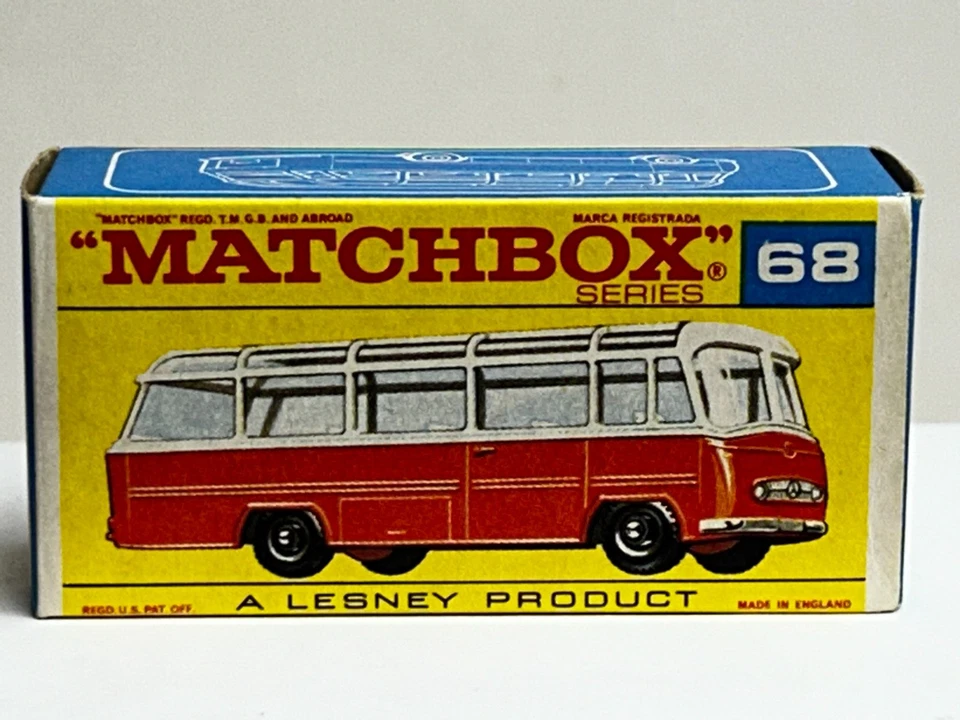 "MATCHBOX" REGD. T.M. G.B. AND ABROAD MARCA REGISTRADA
“MATCHBOX”® 68
SERIES
A LESNEY PRODUCT
REGD. U.S. PAT. OFF. MADE IN ENGLAND